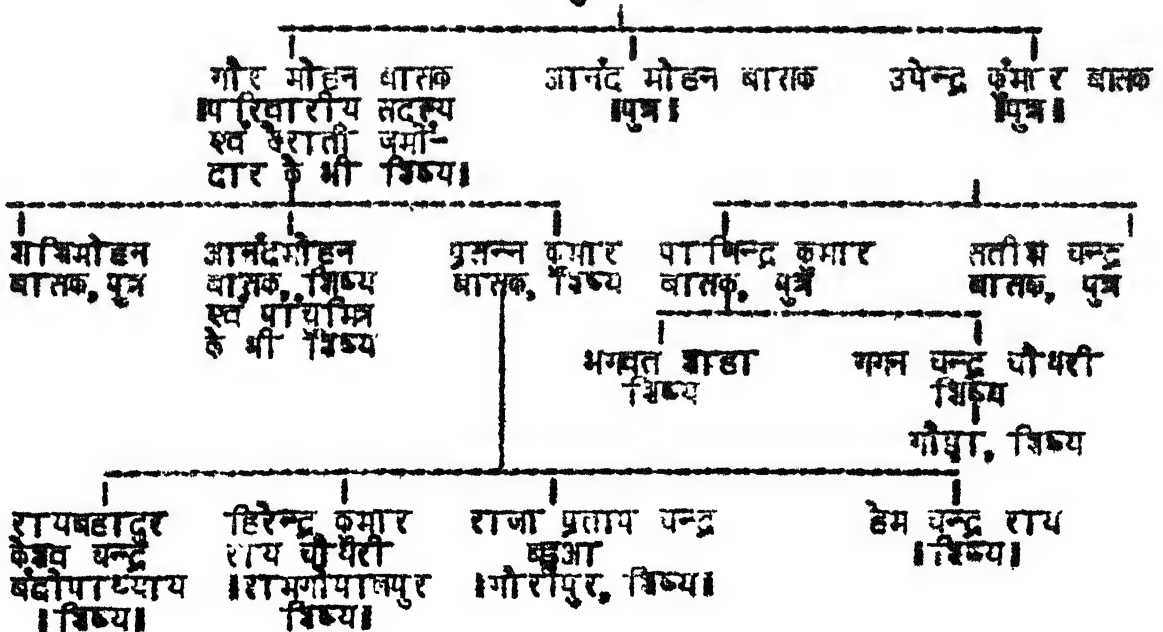 गौर मोहन बासक
॥परिवारीय सदस्य
एवं बैराती जमीं-
दार के भी शिष्य॥
आनंद मोहन बासक
॥पुत्र॥
उपेन्द्र कुमार बासक
॥पुत्र॥
शशिमोहन
बासक, पुत्र
आनंदमोहन
बासक, शिष्य
एवं पांचूमित्र
के भी शिष्य
प्रसन्न कुमार
बासक, शिष्य
पाणिन्द्र कुमार
बासक, पुत्र
सतीश चन्द्र
बासक, पुत्र
भगवत शाहा
शिष्य
गगन चन्द्र चौधरी
शिष्य
शिष्य
रायबहादुर
केशव चन्द्र
बंदोपाध्याय
॥शिष्य॥
हिरेन्द्र कुमार
राय चौधरी
॥रामगोपालपुर
शिष्य॥
राजा प्रताप चन्द्र
बहुआ
॥गौरीपुर, शिष्य॥
हेम चन्द्र राय
॥शिष्य॥